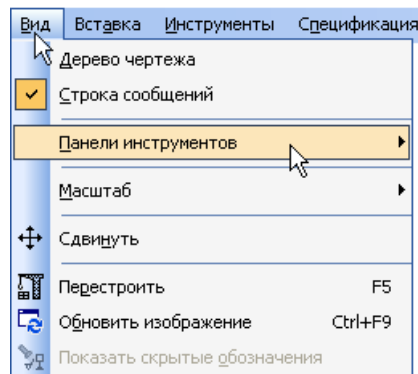 Вид Вставка Инструменты Спецификация
Дерево чертежа
Строка сообщений
Панели инструментов
Масштаб
Сдвинуть
Перестроить F5
Обновить изображение Ctrl+F9
Показать скрытые обозначения